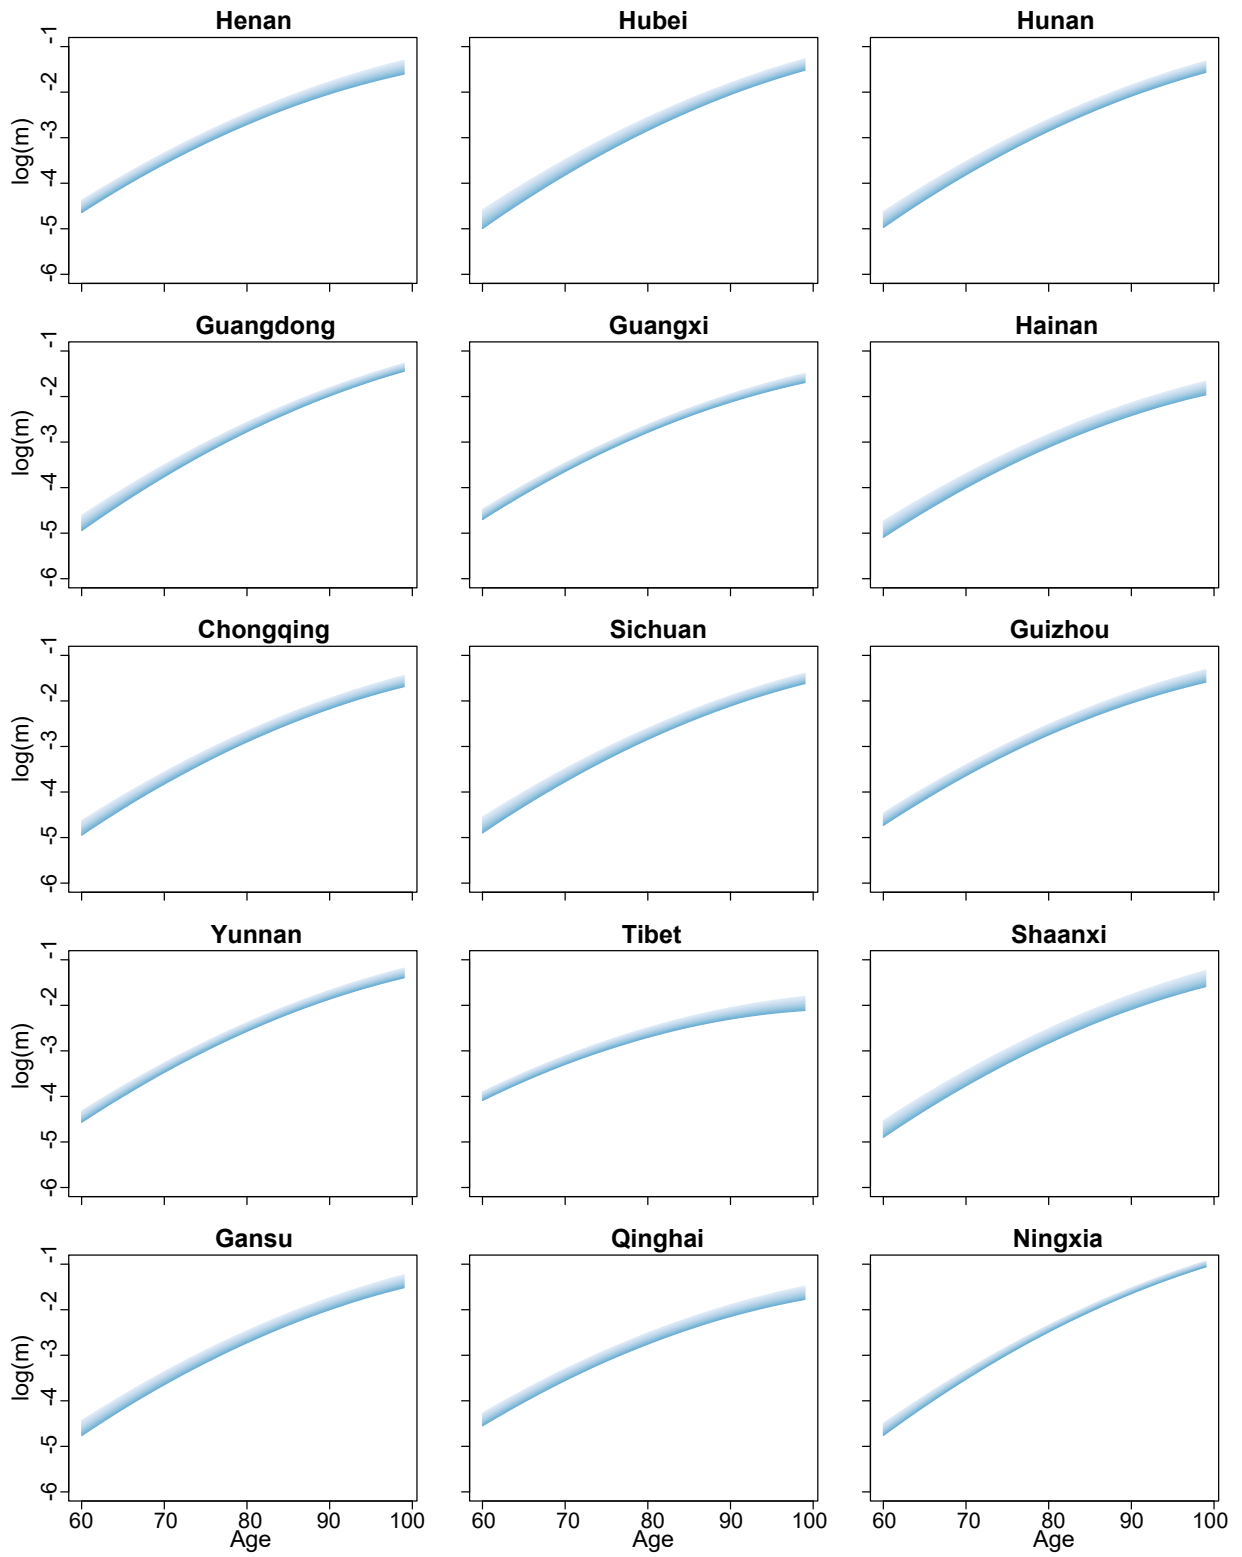 Henan Hubei Hunan
log(m)
-1
-2
-3
-4
-5
-6
Guangdong Guangxi Hainan
log(m)
-1
-2
-3
-4
-5
-6
Chongqing Sichuan Guizhou
log(m)
-1
-2
-3
-4
-5
-6
Yunnan Tibet Shaanxi
log(m)
-1
-2
-3
-4
-5
-6
Gansu Qinghai Ningxia
log(m)
-1
-2
-3
-4
-5
-6
60 70 80 90 100 60 70 80 90 100 60 70 80 90 100
Age Age Age